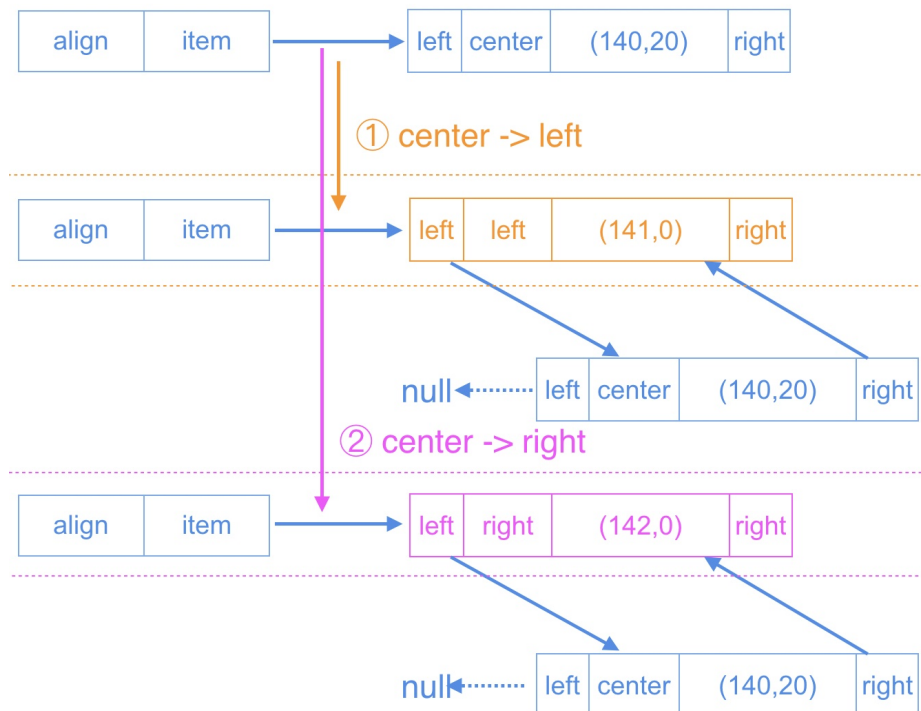 align item left center (140,20) right
① center -> left
align item left left (141,0) right
null left center (140,20) right
② center -> right
align item left right (142,0) right
null left center (140,20) right